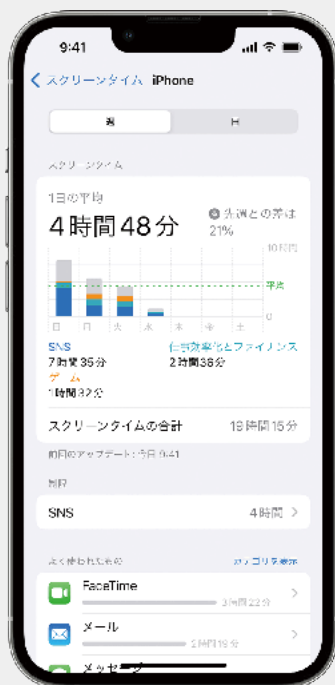 9:41
スクリーンタイム iPhone
週 日
スクリーンタイム
1日の平均
4時間48分
先週との差は
21%
10時間
平均
0
日 月 火 水 木 金 土
SNS 仕事効率化とファイナンス
7時間35分 2時間36分
ゲーム
1時間32分
スクリーンタイムの合計 19時間15分
前回のアップデート: 今日 9:41
制限
SNS 4時間
よく使われたもの カテゴリを表示
FaceTime
3時間22分
メール
2時間19分
メッセージ